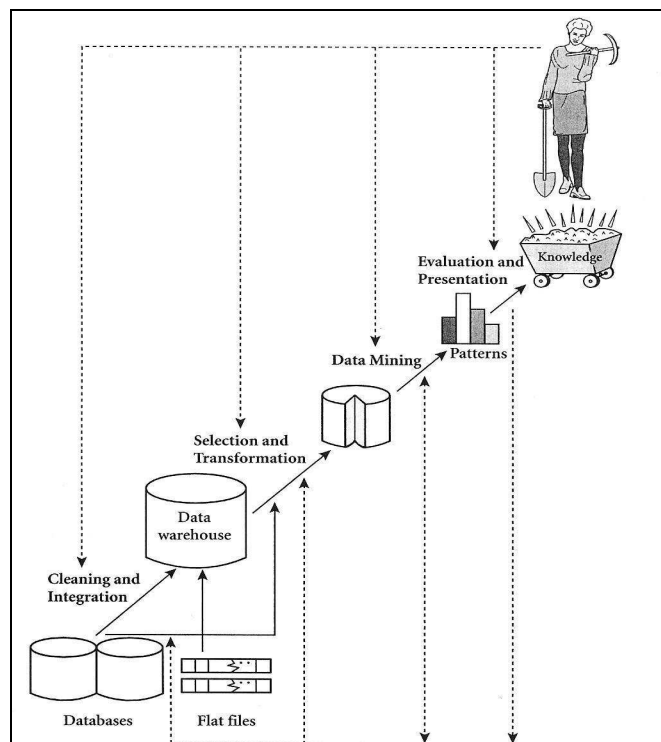 Knowledge
Evaluation and
Presentation
Patterns
Data Mining
Selection and
Transformation
Data
warehouse
Cleaning and
Integration
Databases
Flat files